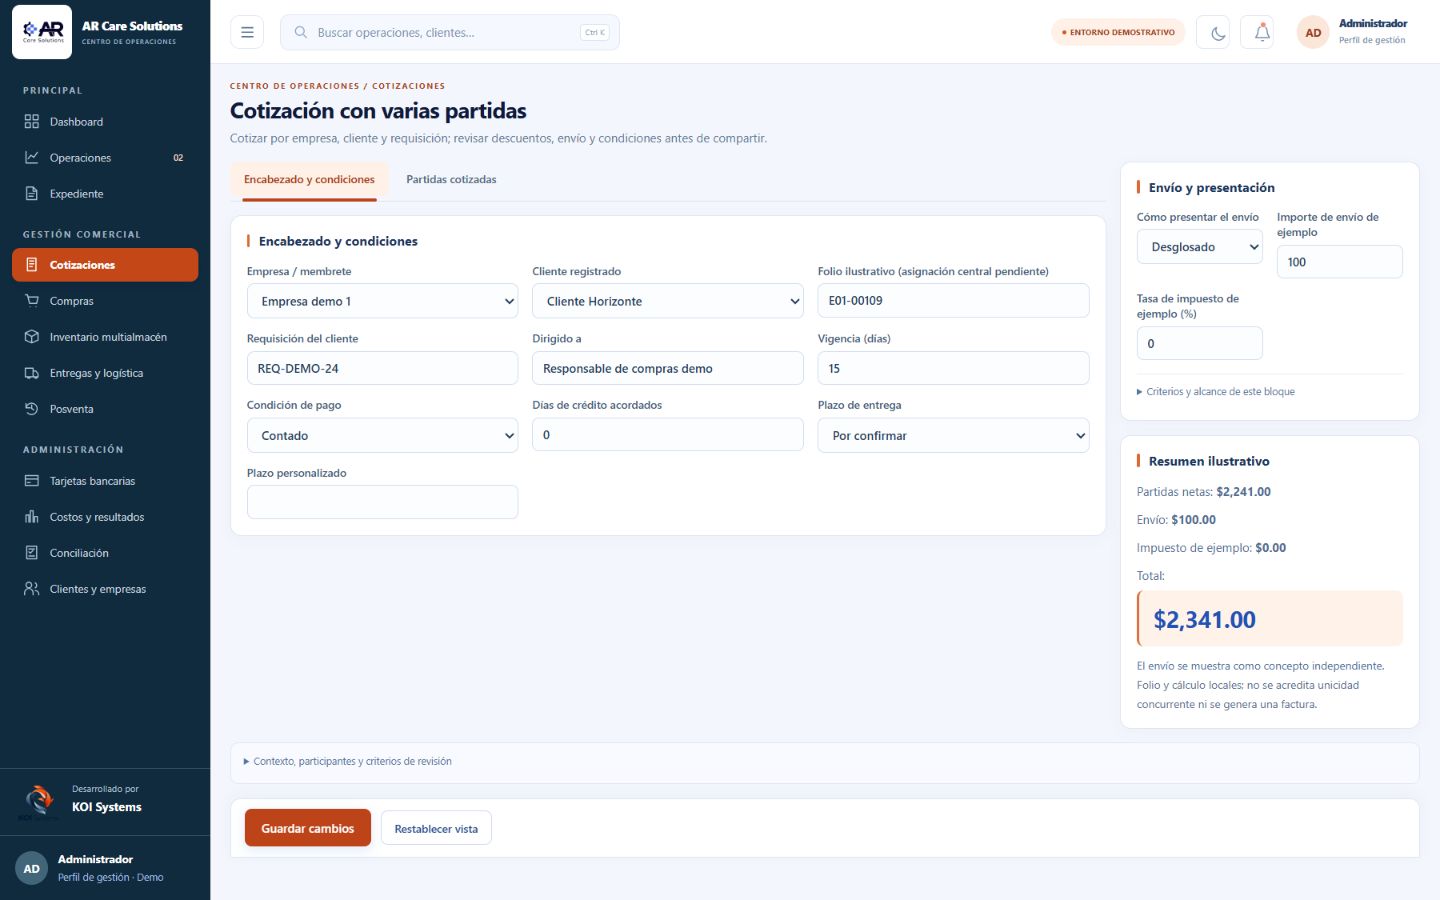 AR
Care Solutions
AR Care Solutions
CENTRO DE OPERACIONES
PRINCIPAL
Dashboard
Operaciones 02
Expediente
GESTIÓN COMERCIAL
Cotizaciones
Compras
Inventario multialmacén
Entregas y logística
Posventa
ADMINISTRACIÓN
Tarjetas bancarias
Costos y resultados
Conciliación
Clientes y empresas
Desarrollado por
KOI Systems
AD
Administrador
Perfil de gestión · Demo
Buscar operaciones, clientes...
Ctrl K
ENTORNO DEMOSTRATIVO
AD
Administrador
Perfil de gestión
CENTRO DE OPERACIONES / COTIZACIONES
Cotización con varias partidas
Cotizar por empresa, cliente y requisición; revisar descuentos, envío y condiciones antes de compartir.
Encabezado y condiciones
Partidas cotizadas
Encabezado y condiciones
Empresa / membrete
Empresa demo 1
Cliente registrado
Cliente Horizonte
Folio ilustrativo (asignación central pendiente)
E01-00109
Requisición del cliente
REQ-DEMO-24
Dirigido a
Responsable de compras demo
Vigencia (días)
15
Condición de pago
Contado
Días de crédito acordados
0
Plazo de entrega
Por confirmar
Plazo personalizado
Envío y presentación
Cómo presentar el envío
Desglosado
Importe de envío de
ejemplo
100
Tasa de impuesto de
ejemplo (%)
0
Criterios y alcance de este bloque
Resumen ilustrativo
Partidas netas: $2,241.00
Envío: $100.00
Impuesto de ejemplo: $0.00
Total:
$2,341.00
El envío se muestra como concepto independiente.
Folio y cálculo locales; no se acredita unicidad
concurrente ni se genera una factura.
Contexto, participantes y criterios de revisión
Guardar cambios
Restablecer vista